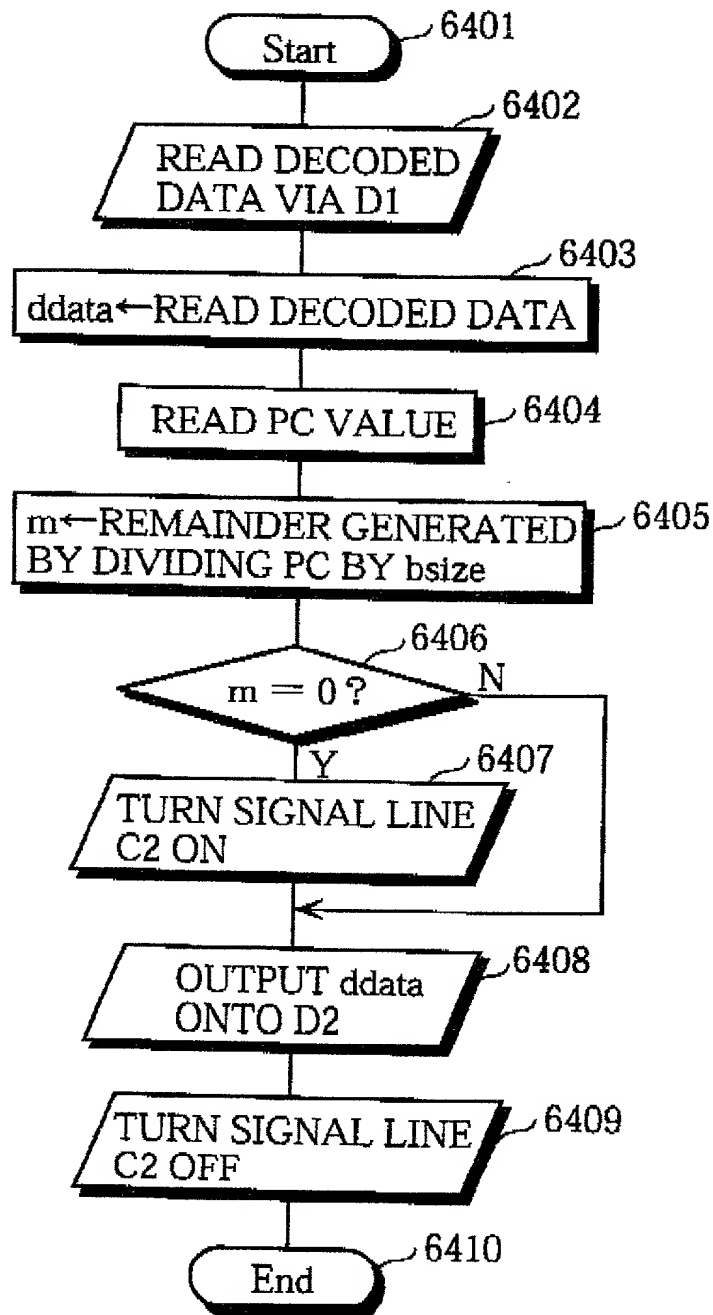 6401
Start
6402
READ DECODED
DATA VIA D1
6403
ddata←READ DECODED DATA
READ PC VALUE
6404
m←REMAINDER GENERATED
BY DIVIDING PC BY bsize
6405
6406
m = 0 ?
N
Y
6407
TURN SIGNAL LINE
C2 ON
OUTPUT ddata
ONTO D2
6408
TURN SIGNAL LINE
C2 OFF
6409
End
6410